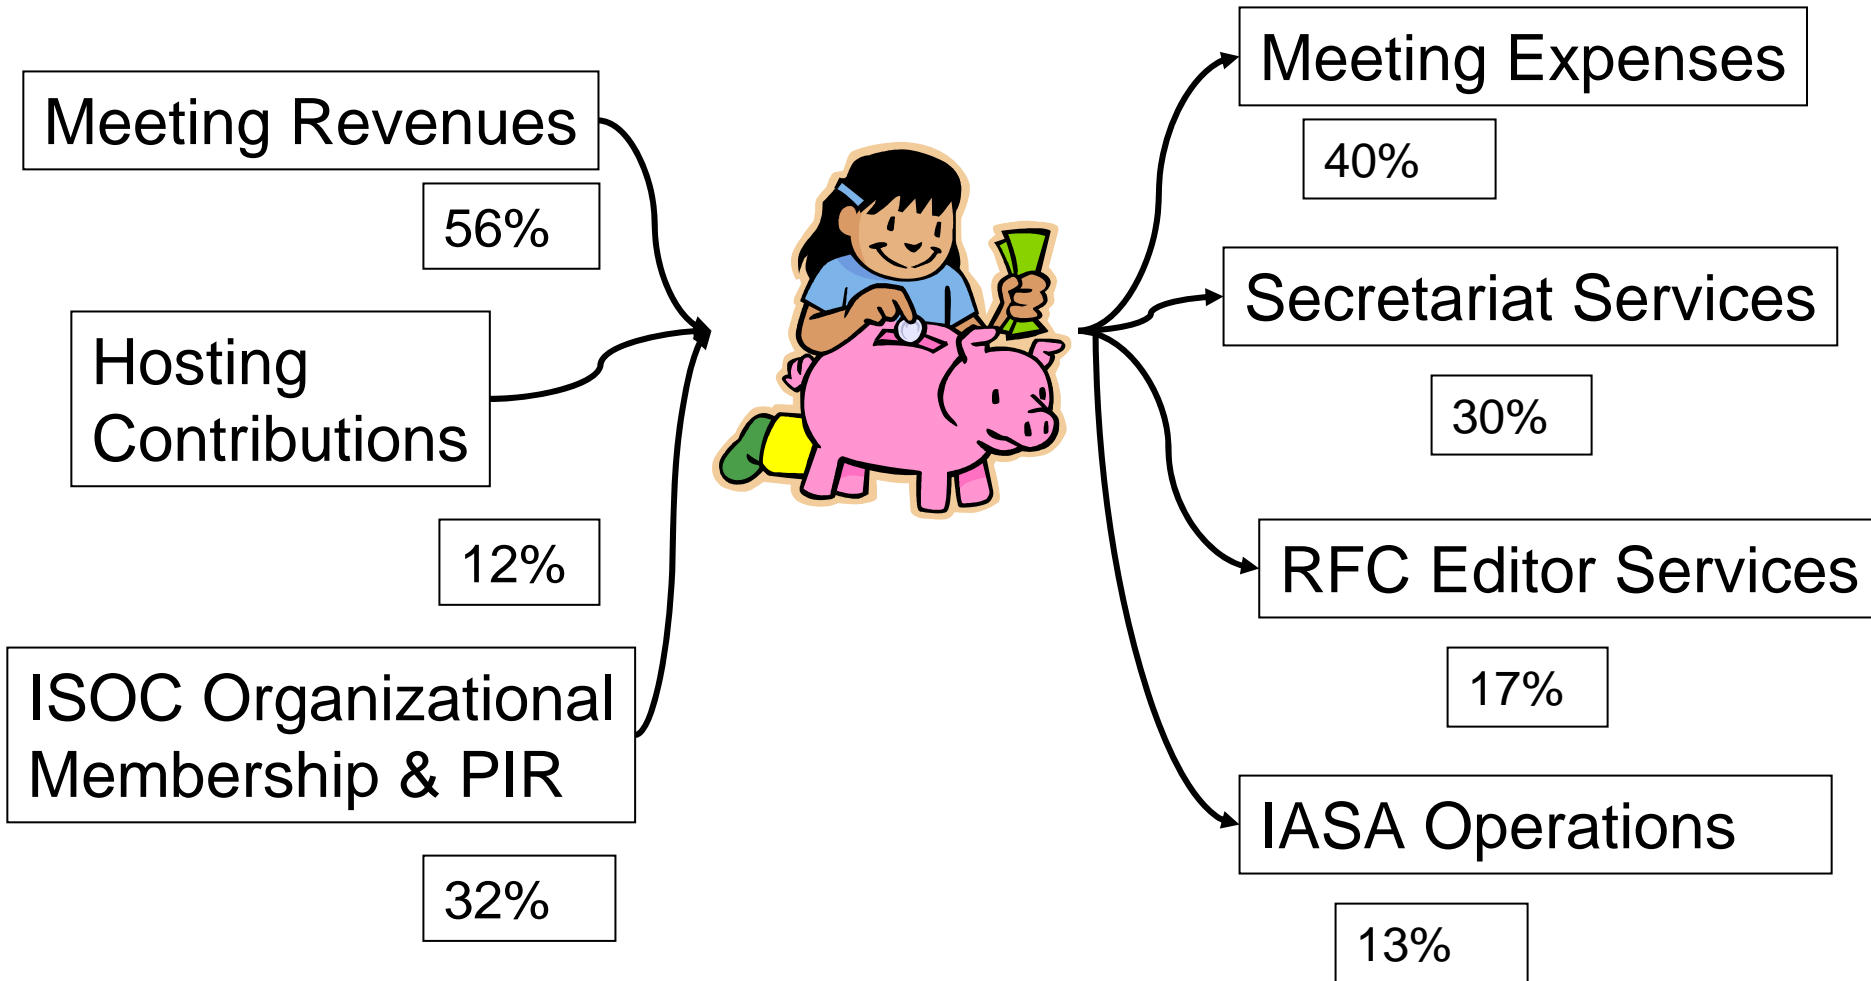 Meeting Revenues
56%
Hosting
Contributions
12%
ISOC Organizational
Membership & PIR
32%
Meeting Expenses
40%
Secretariat Services
30%
RFC Editor Services
17%
IASA Operations
13%